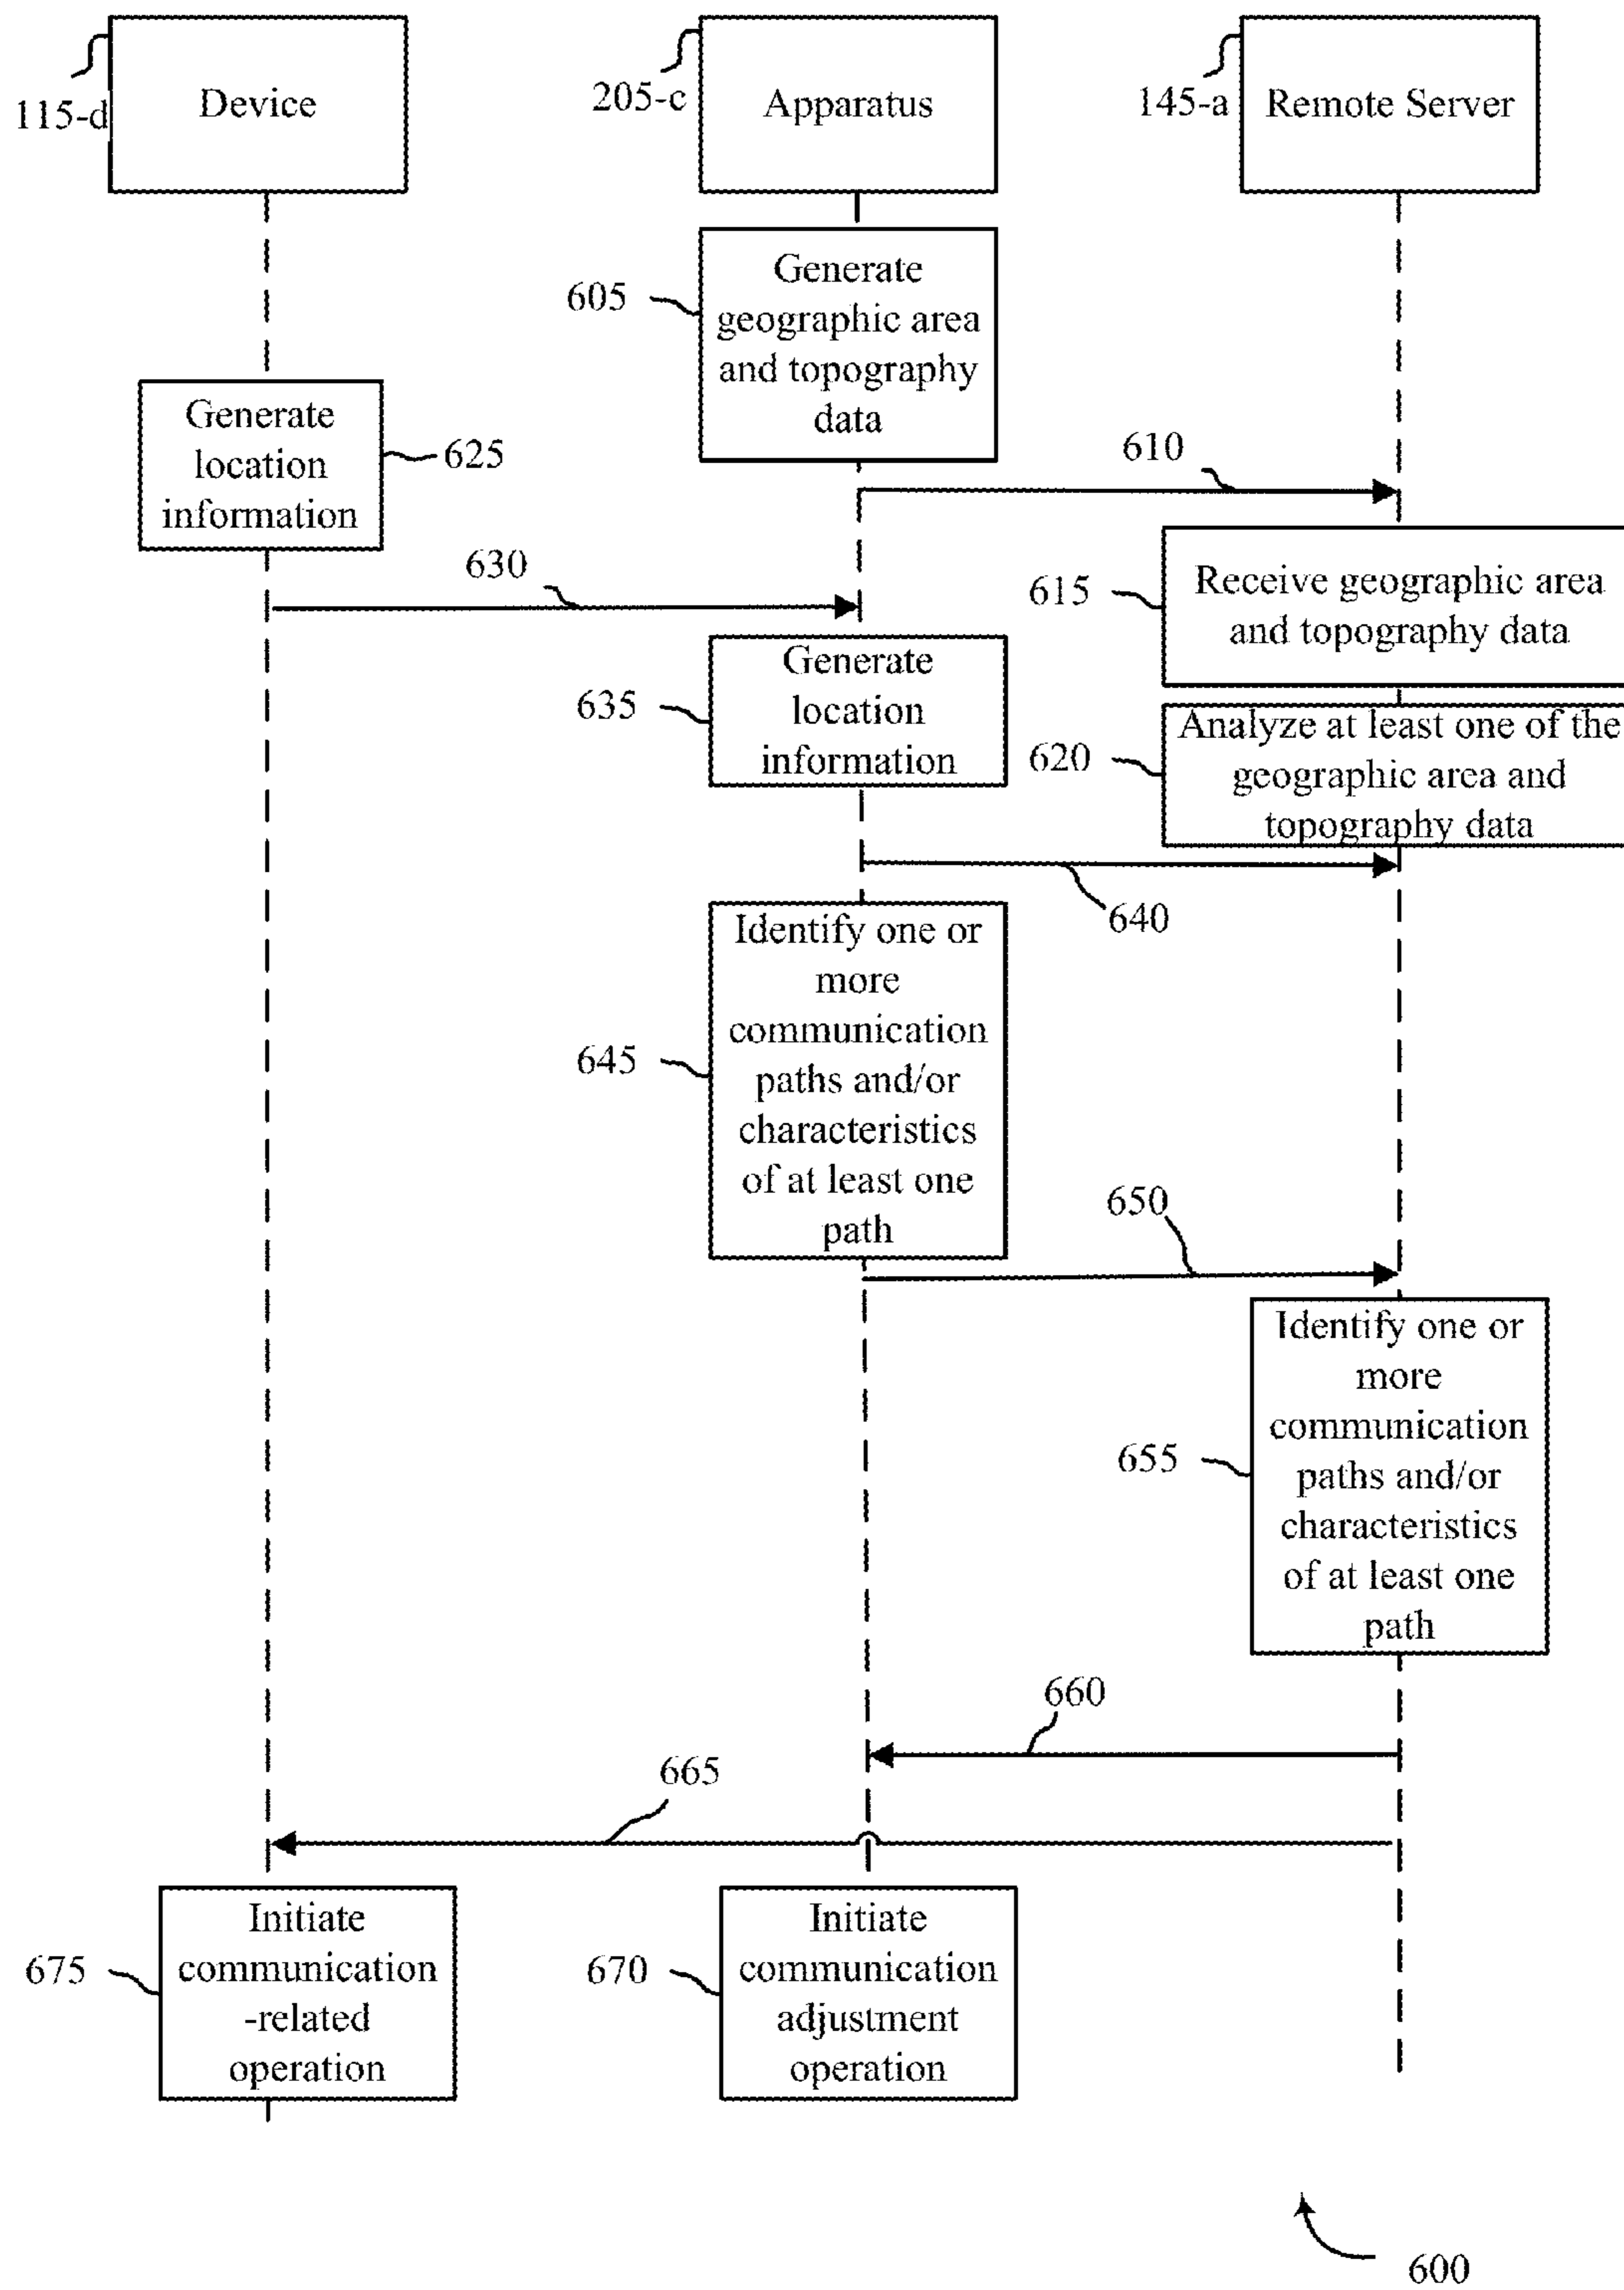 115-d
Device
205-c
Apparatus
145-a
Remote Server
605
Generate
geographic area
and topography
data
Generate
location
information
625
610
630
615
Receive geographic area
and topography data
635
Generate
location
information
620
Analyze at least one of the
geographic area and
topography data
640
645
Identify one or
more
communication
paths and/or
characteristics
of at least one
path
650
655
Identify one or
more
communication
paths and/or
characteristics
of at least one
path
660
665
675
Initiate
communication
-related
operation
670
Initiate
communication
adjustment
operation
600